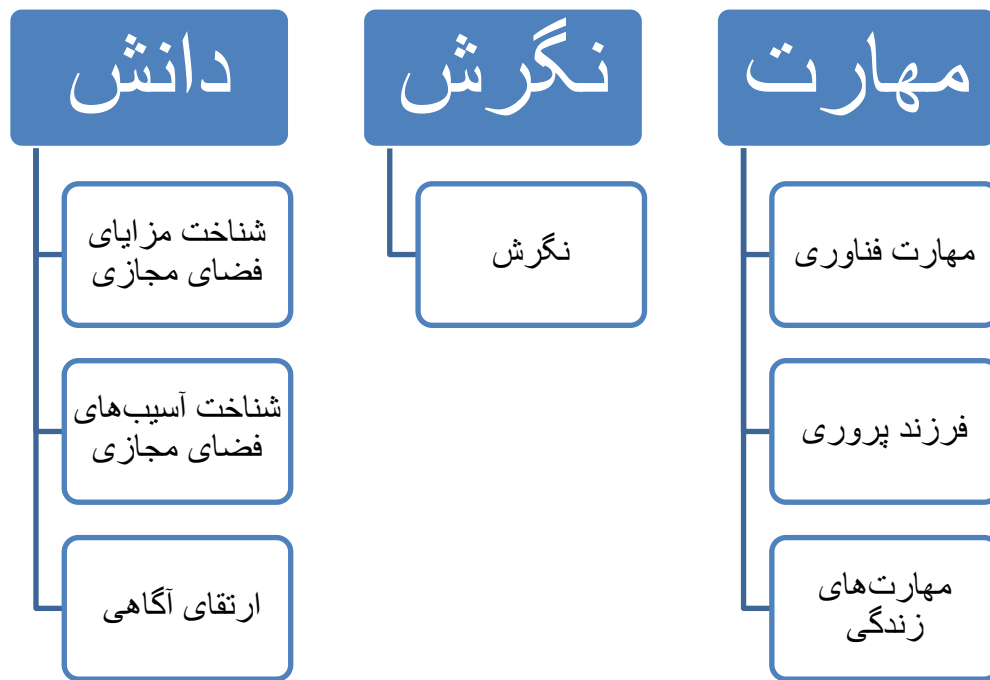 مهارت
مهارت فناوری
فرزند پروری
مهارت‌های
زندگی
نگرش
نگرش
دانش
شناخت مزایای
فضای مجازی
شناخت آسیب‌های
فضای مجازی
ارتقای آگاهی